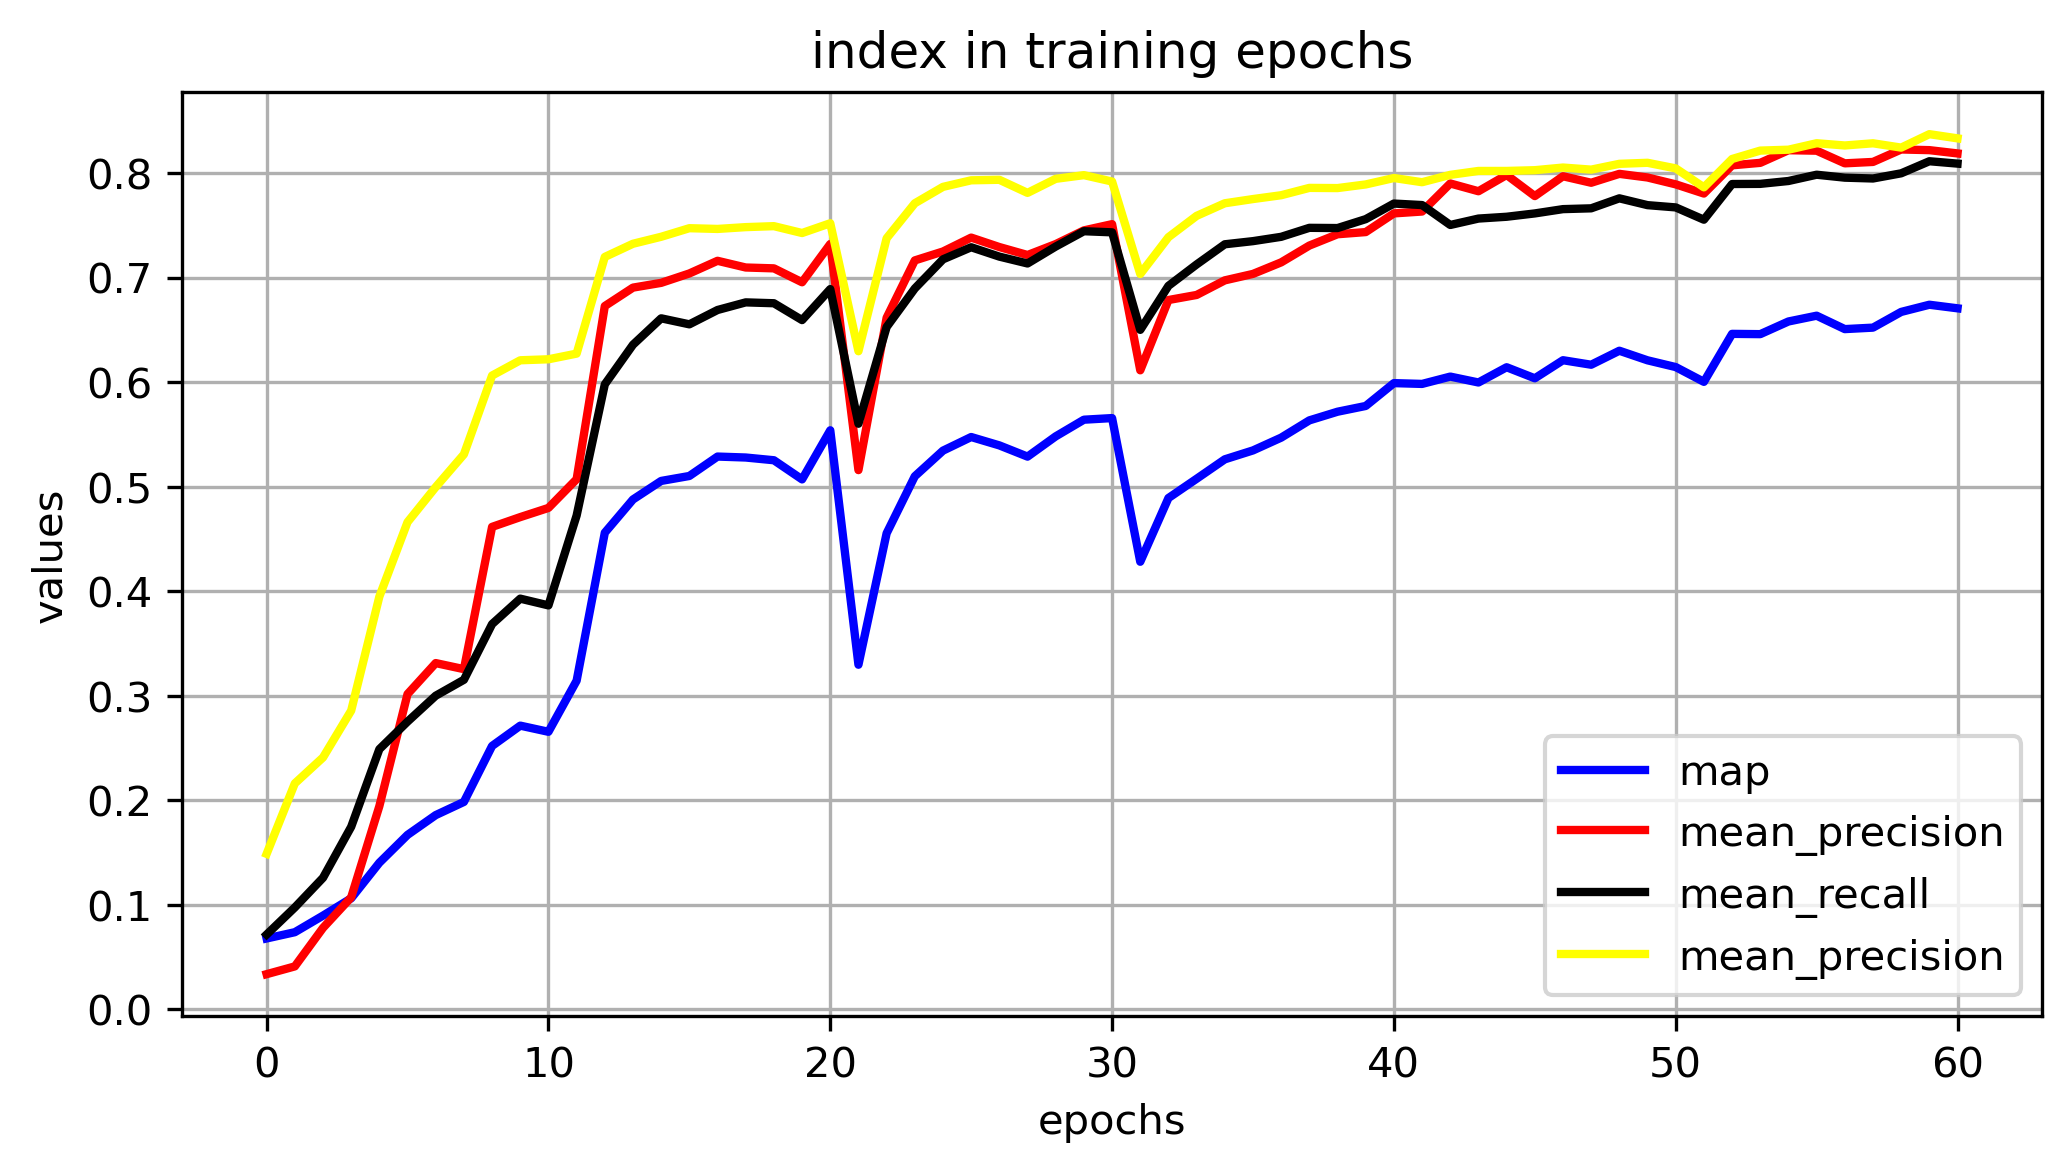 index in training epochs
values
0.8
0.7
0.6
0.5
0.4
0.3
0.2
0.1
0.0
map
mean_precision
mean_recall
mean_precision
0 10 20 30 40 50 60
epochs